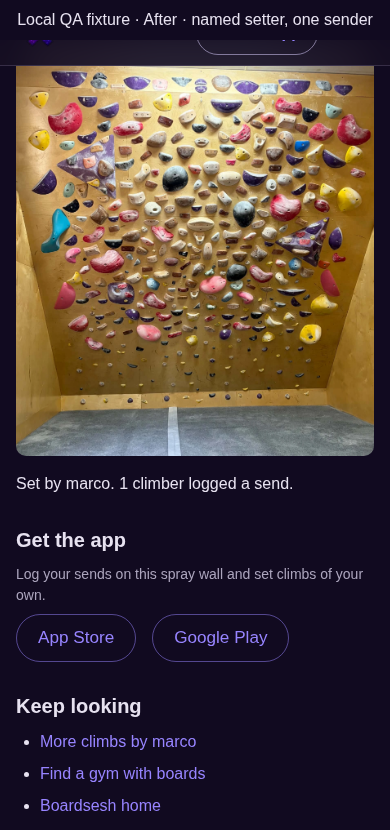 Local QA fixture · After · named setter, one sender
Set by marco. 1 climber logged a send.
Get the app
Log your sends on this spray wall and set climbs of your
own.
App Store
Google Play
Keep looking
More climbs by marco
Find a gym with boards
Boardsesh home